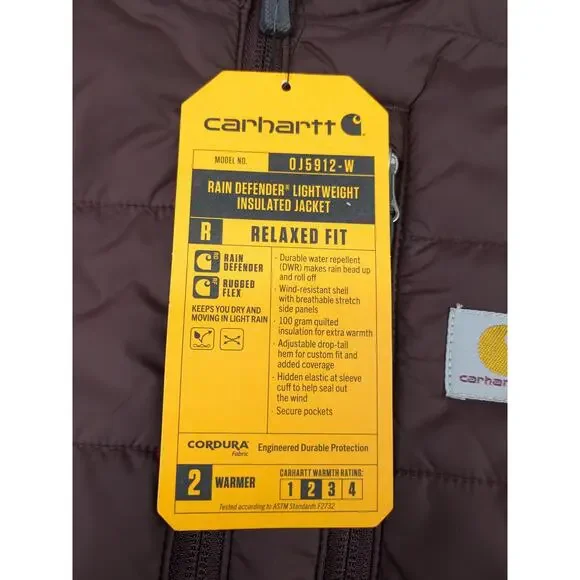 carhartt
MODEL NO. OJ5912-W
RAIN DEFENDER® LIGHTWEIGHT
INSULATED JACKET
R RELAXED FIT
RD
RAIN
DEFENDER
RF
RUGGED
FLEX
KEEPS YOU DRY AND
MOVING IN LIGHT RAIN
· Durable water repellent
(DWR) makes rain bead up
and roll off
· Wind-resistant shell
with breathable stretch
side panels
· 100 gram quilted
insulation for extra warmth
· Adjustable drop-tail
hem for custom fit and
added coverage
· Hidden elastic at sleeve
cuff to help seal out
the wind
· Secure pockets
CORDURA®
Fabric
Engineered Durable Protection
2 WARMER
CARHARTT WARMTH RATING:
1 2 3 4
Tested according to ASTM Standards F2732
carhar